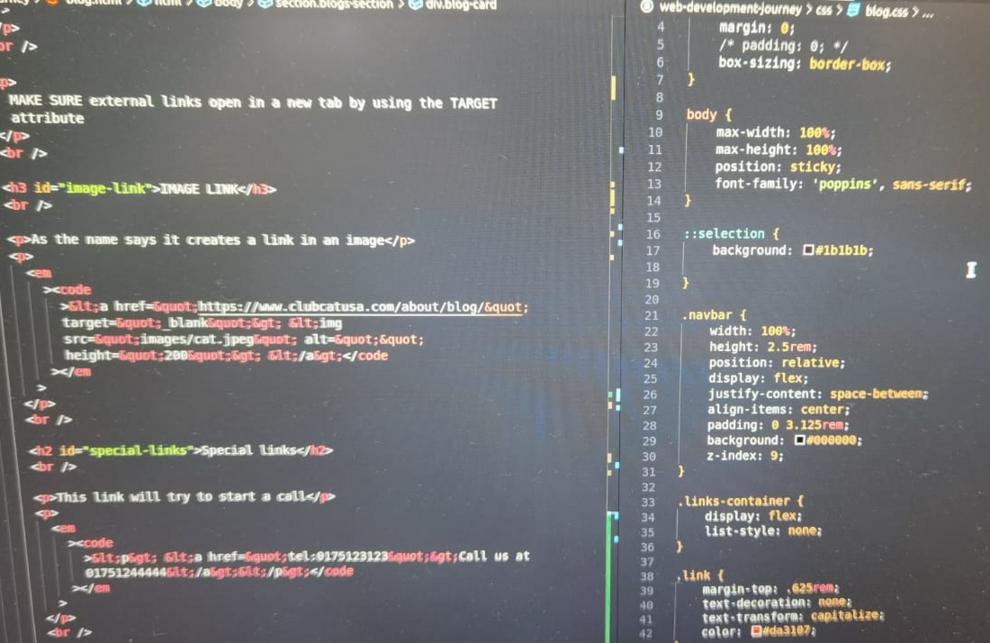 blog.html > html > body > section.blogs-section > div.blog-card
>
/p>
or />
p>
MAKE SURE external links open in a new tab by using the TARGET
attribute
</p>
<br />
<h3 id="image-link">IMAGE LINK</h3>
<br />
<p>As the name says it creates a link in an image</p>
<p>
<em
><code
>&lt;a href=&quot;https://www.clubcatusa.com/about/blog/&quot;
target=&quot;_blank&quot;&gt; &lt;img
src=&quot;images/cat.jpeg&quot; alt=&quot;&quot;
height=&quot;200&quot;&gt; &lt;/a&gt;</code
></em
>
</p>
<br />
<h2 id="special-links">Special links</h2>
<br />
<p>This link will try to start a call</p>
<p>
<em
><code
>&lt;p&gt; &lt;a href=&quot;tel:0175123123&quot;&gt;Call us at
01751244444&lt;/a&gt;&lt;/p&gt;</code
></em
>
</p>
<br />
web-development-journey > css > blog.css > ...
4 margin: 0;
5 /* padding: 0; */
6 box-sizing: border-box;
7 }
8
9 body {
10 max-width: 100%;
11 max-height: 100%;
12 position: sticky;
13 font-family: 'poppins', sans-serif;
14 }
15
16 ::selection {
17 background: #1b1b1b;
18
19 }
20
21 .navbar {
22 width: 100%;
23 height: 2.5rem;
24 position: relative;
25 display: flex;
26 justify-content: space-between;
27 align-items: center;
28 padding: 0 3.125rem;
29 background: #000000;
30 z-index: 9;
31 }
32
33 .links-container {
34 display: flex;
35 list-style: none;
36 }
37
38 .link {
39 margin-top: .625rem;
40 text-decoration: none;
41 text-transform: capitalize;
42 color: #da3107;